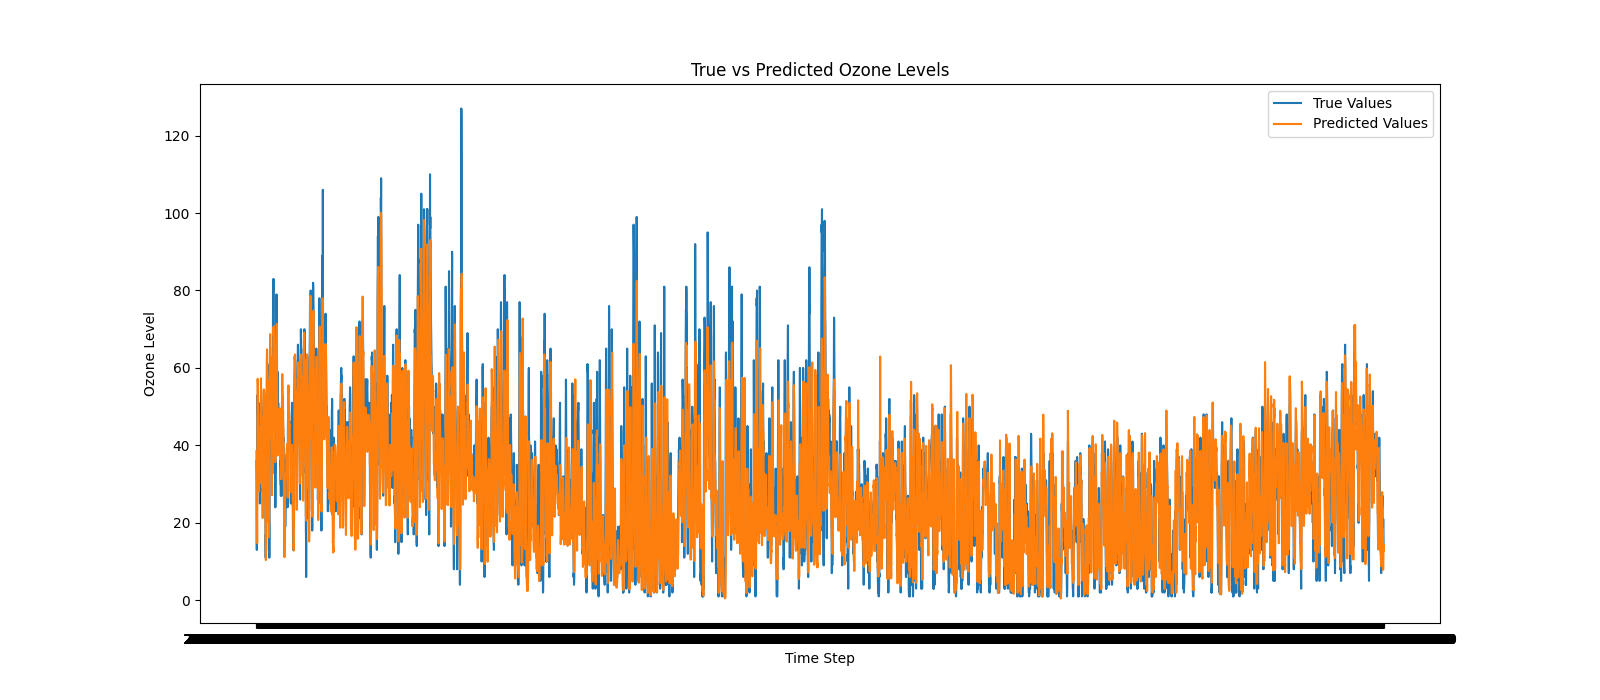 True vs Predicted Ozone Levels
True Values
Predicted Values
120
100
80
60
40
20
0
Ozone Level
Time Step